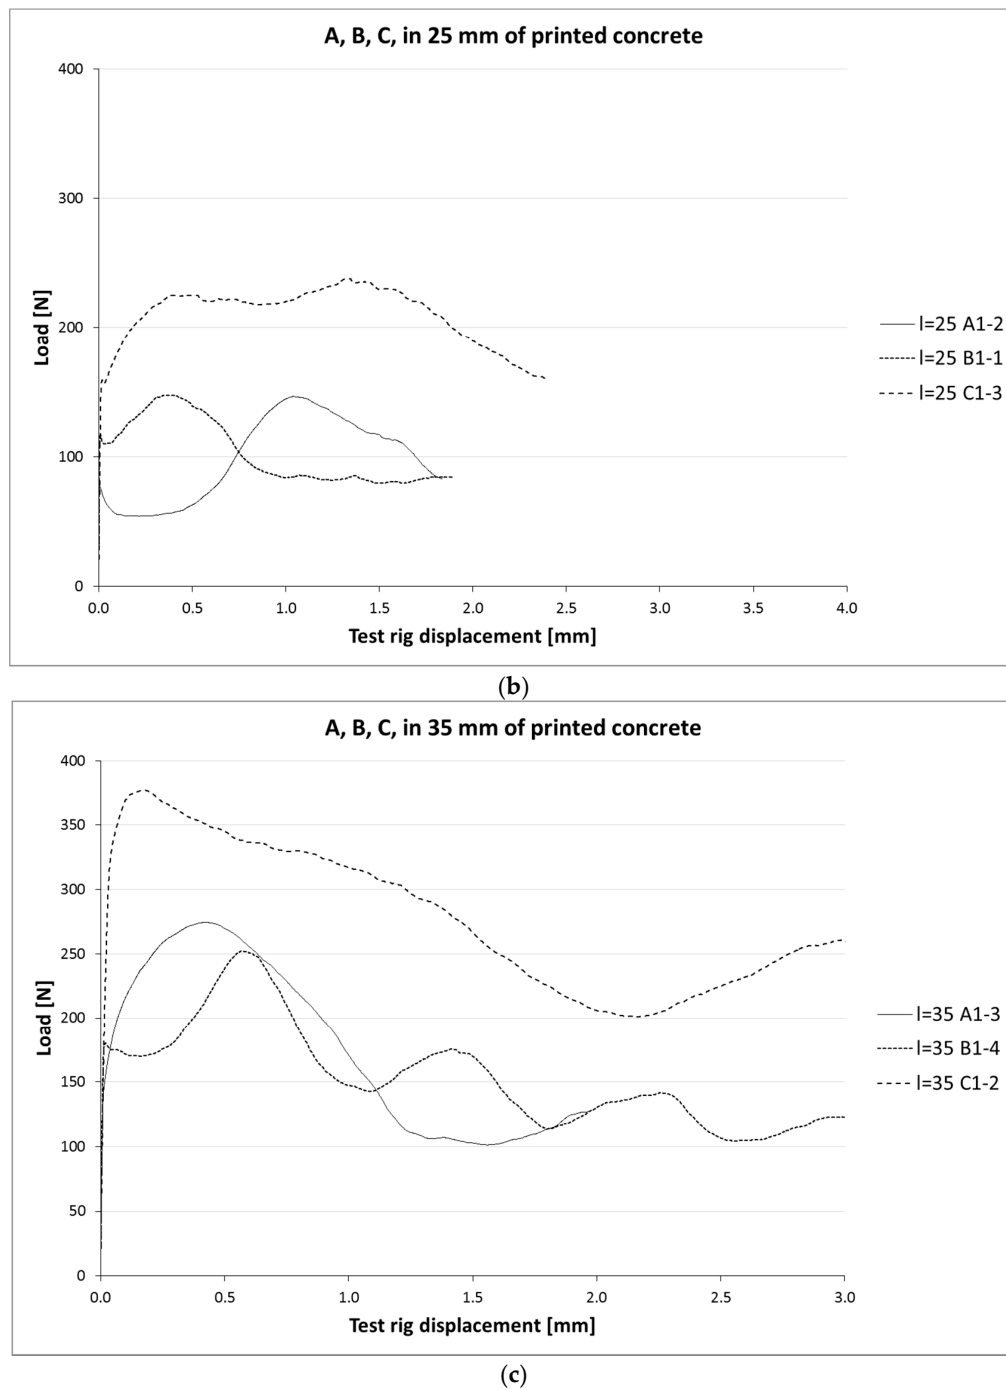 A, B, C, in 25 mm of printed concrete
400
300
200
100
0
Load [N]
0.0 0.5 1.0 1.5 2.0 2.5 3.0 3.5 4.0
Test rig displacement [mm]
l=25 A1-2
l=25 B1-1
l=25 C1-3
(b)
A, B, C, in 35 mm of printed concrete
400
350
300
250
200
150
100
50
0
Load [N]
0.0 0.5 1.0 1.5 2.0 2.5 3.0
Test rig displacement [mm]
l=35 A1-3
l=35 B1-4
l=35 C1-2
(c)